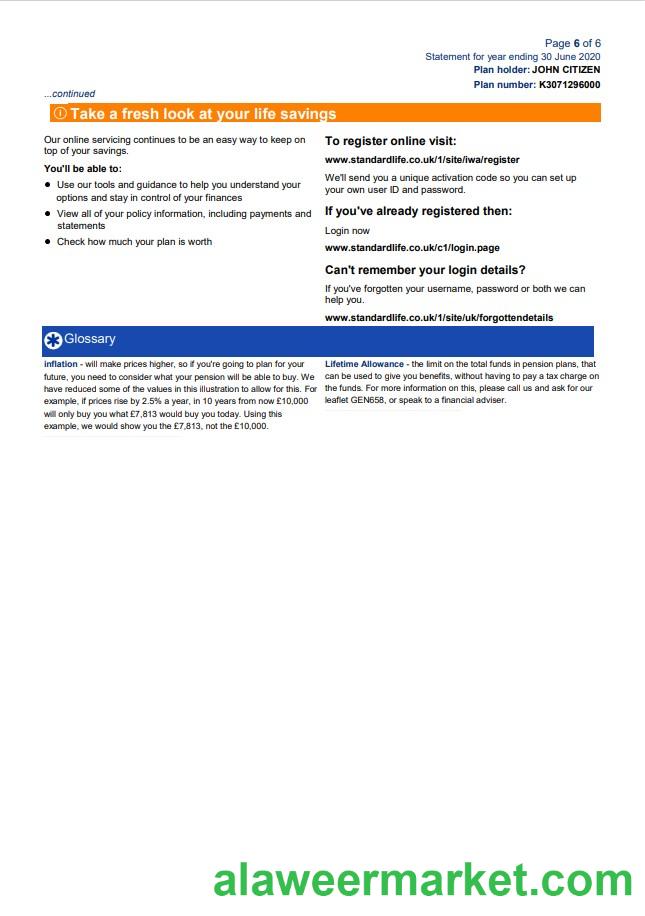 Page 6 of 6
Statement for year ending 30 June 2020
Plan holder: JOHN CITIZEN
Plan number: K3071296000
...continued
Take a fresh look at your life savings
Our online servicing continues to be an easy way to keep on
top of your savings.
You'll be able to:
● Use our tools and guidance to help you understand your
options and stay in control of your finances
● View all of your policy information, including payments and
statements
● Check how much your plan is worth
To register online visit:
www.standardlife.co.uk/1/site/iwa/register
We'll send you a unique activation code so you can set up
your own user ID and password.
If you've already registered then:
Login now
www.standardlife.co.uk/c1/login.page
Can't remember your login details?
If you've forgotten your username, password or both we can
help you.
www.standardlife.co.uk/1/site/uk/forgottendetails
Glossary
inflation - will make prices higher, so if you're going to plan for your
future, you need to consider what your pension will be able to buy. We
have reduced some of the values in this illustration to allow for this. For
example, if prices rise by 2.5% a year, in 10 years from now £10,000
will only buy you what £7,813 would buy you today. Using this
example, we would show you the £7,813, not the £10,000.
Lifetime Allowance - the limit on the total funds in pension plans, that
can be used to give you benefits, without having to pay a tax charge on
the funds. For more information on this, please call us and ask for our
leaflet GEN658, or speak to a financial adviser.
alaweermarket.com